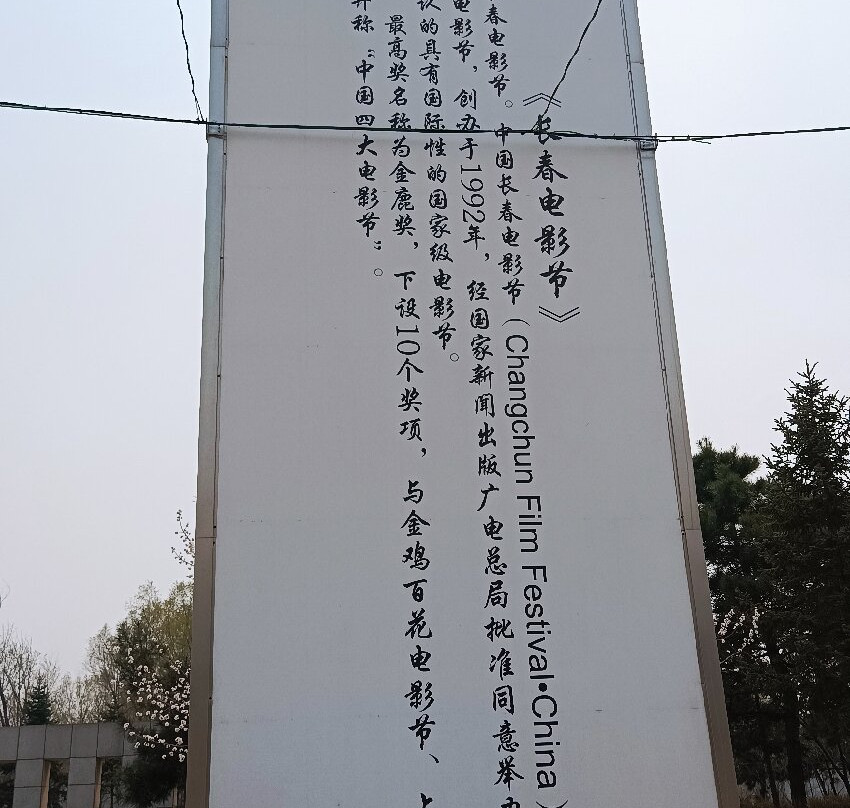 《长春电影节》
春电影节。中国长春电影节（Changchun Film Festival•China）
电影节，创办于1992年，经国家新闻出版广电总局批准同意举
的具有国际性的国家级电影节。
最高奖名称为金鹿奖，下设10个奖项，与金鸡百花电影节、
称“中国四大电影节”。